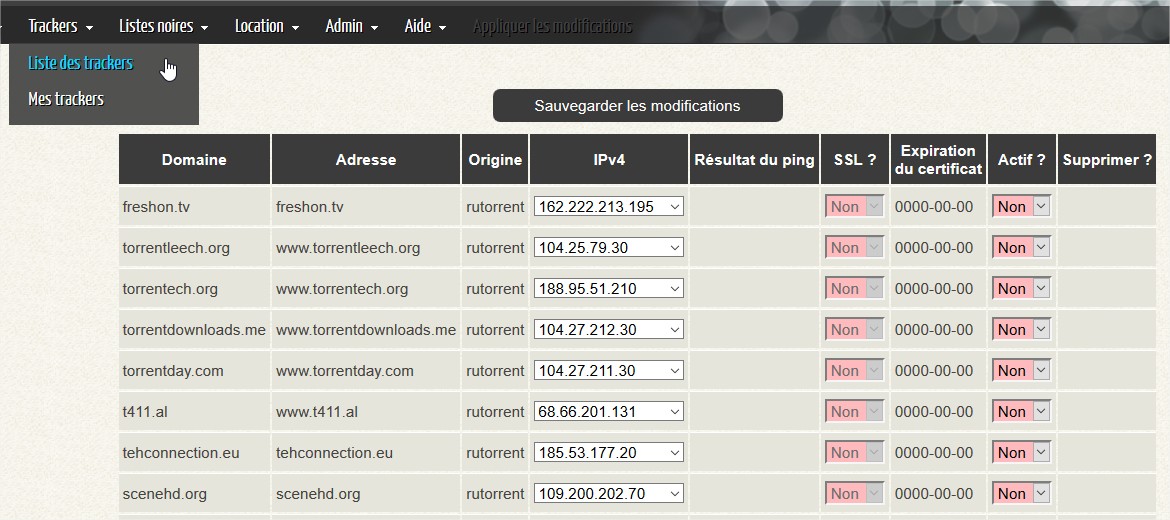 Trackers Listes noires Location Admin Aide Appliquer les modifications
Liste des trackers
Mes trackers
Sauvegarder les modifications
Domaine Adresse Origine IPv4 Résultat du ping SSL ? Expiration du certificat Actif ? Supprimer ?
freshon.tv freshon.tv rutorrent 162.222.213.195 Non 0000-00-00 Non
torrentleech.org www.torrentleech.org rutorrent 104.25.79.30 Non 0000-00-00 Non
torrentech.org www.torrentech.org rutorrent 188.95.51.210 Non 0000-00-00 Non
torrentdownloads.me www.torrentdownloads.me rutorrent 104.27.212.30 Non 0000-00-00 Non
torrentday.com www.torrentday.com rutorrent 104.27.211.30 Non 0000-00-00 Non
t411.al www.t411.al rutorrent 68.66.201.131 Non 0000-00-00 Non
tehconnection.eu tehconnection.eu rutorrent 185.53.177.20 Non 0000-00-00 Non
scenehd.org scenehd.org rutorrent 109.200.202.70 Non 0000-00-00 Non